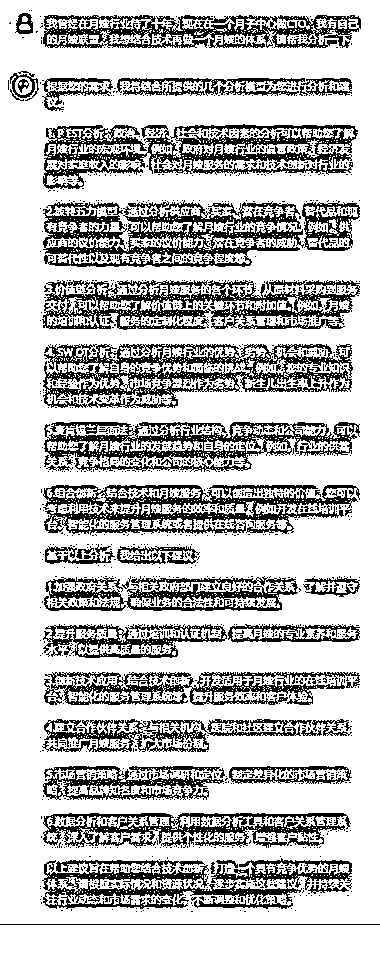 我曾经在月嫂行业待了十年，现在在一个月子中心做CTO，我有自己
的月嫂联盟，我想结合技术再做一个月嫂的体系，请帮我分析一下
根据您的需求，我将结合所提供的几个分析模型为您进行分析和建
议。
1.PEST分析：政治、经济、社会和技术因素的分析可以帮助您了解
月嫂行业的宏观环境。例如，政府对月嫂行业的监管政策、经济发
展对家庭收入的影响、社会对月嫂服务的需求和技术创新对行业的
影响等。
2.波特五力模型：通过分析供应商、买家、潜在竞争者、替代品和现
有竞争者的力量，可以帮助您了解月嫂行业的竞争情况。例如，供
应商的议价能力、买家的议价能力、潜在竞争者的威胁、替代品的
可替代性以及现有竞争者之间的竞争程度等。
3.价值链分析：通过分析月嫂服务的各个环节，从原材料采购到服务
交付，可以帮助您了解价值链上的关键环节和附加值。例如，月嫂
的培训和认证、服务的定制化程度、客户关系管理和市场推广等。
4.SWOT分析：通过分析月嫂行业的优势、劣势、机会和威胁，可
以帮助您了解自身的竞争优势和面临的挑战。例如，您的专业知识
和经验作为优势、市场竞争激烈作为劣势、新生儿出生率上升作为
机会和技术变革作为威胁等。
5.麦肯锡三层面法：通过分析行业结构、竞争动态和公司能力，可以
帮助您了解月嫂行业的发展趋势和自身的定位。例如，行业的供需
关系、竞争格局的变化和公司的核心能力等。
6.组合创新：结合技术和月嫂服务，可以创造出独特的价值。您可以
考虑利用技术来提升月嫂服务的效率和质量，例如开发在线培训平
台、智能化的服务管理系统或者提供在线咨询服务等。
基于以上分析，我给出以下建议：
1.加强政府关系：与相关政府部门建立良好的合作关系，了解并遵守
相关政策和法规，确保业务的合法性和可持续发展。
2.提升服务质量：通过培训和认证机制，提高月嫂的专业素养和服务
水平，以提供高质量的服务。
3.创新技术应用：结合技术创新，开发适用于月嫂行业的在线培训平
台、智能化的服务管理系统等，提升服务效率和客户体验。
4.建立合作伙伴关系：与相关机构、医院和社区建立合作伙伴关系，
共同推广月嫂服务，扩大市场份额。
5.市场营销策略：通过市场调研和定位，制定差异化的市场营销策
略，提高品牌知名度和市场竞争力。
6.数据分析和客户关系管理：利用数据分析工具和客户关系管理系
统，深入了解客户需求，提供个性化的服务，增强客户黏性。
以上建议旨在帮助您结合技术创新，打造一个具有竞争优势的月嫂
体系。请根据实际情况和资源状况，逐步实施这些建议，并持续关
注行业动态和市场需求的变化，不断调整和优化策略。